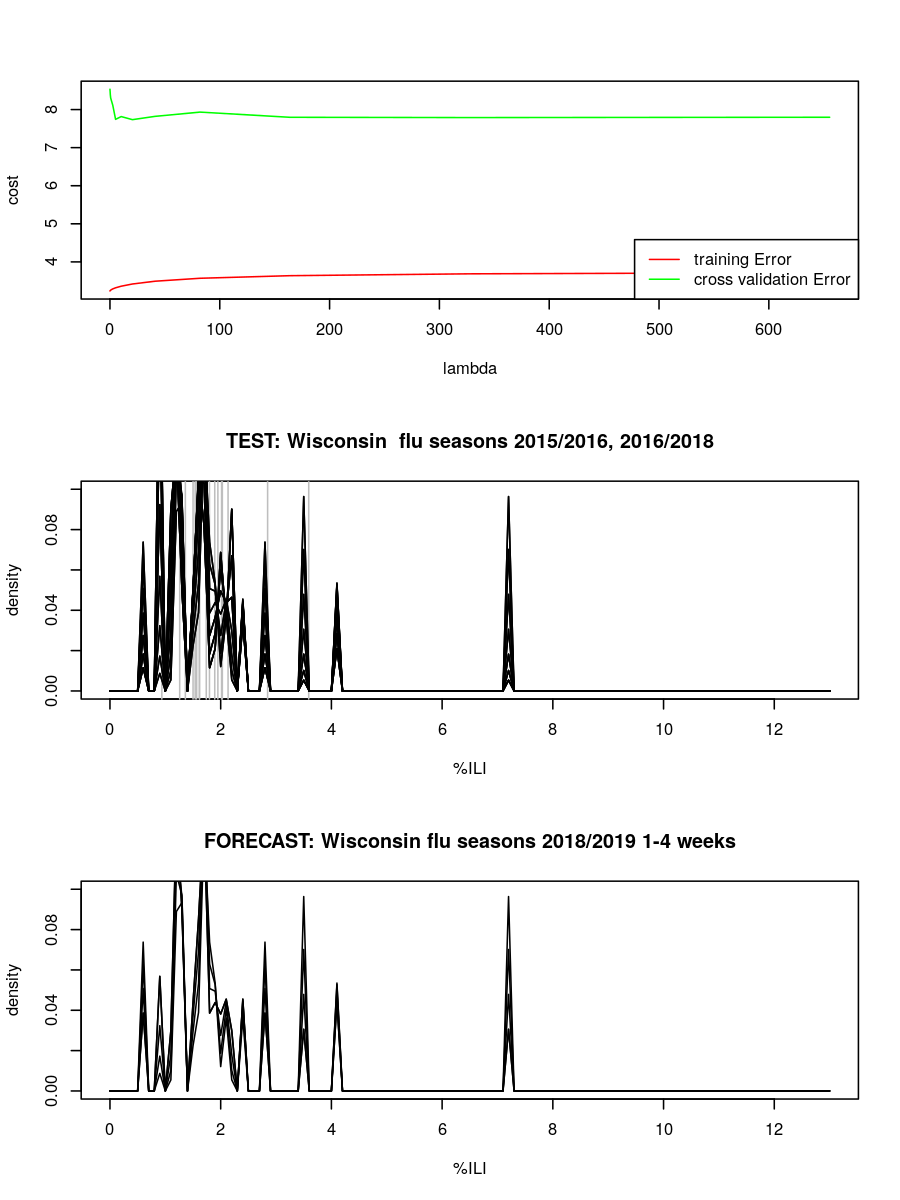 8
7
6
5
4
cost
training Error
cross validation Error
0 100 200 300 400 500 600
lambda
TEST: Wisconsin  flu seasons 2015/2016, 2016/2018
0.08
0.04
0.00
density
0 2 4 6 8 10 12
%ILI
FORECAST: Wisconsin flu seasons 2018/2019 1-4 weeks
0.08
0.04
0.00
density
0 2 4 6 8 10 12
%ILI